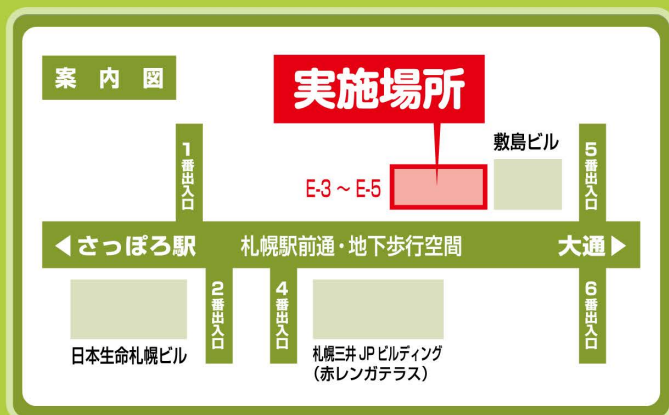 案内図
実施場所
敷島ビル
1番出入口
5番出入口
E-3 ～ E-5
◀さっぽろ駅
札幌駅前通・地下歩行空間
大通▶
2番出入口
4番出入口
6番出入口
日本生命札幌ビル
札幌三井JPビルディング
（赤レンガテラス）